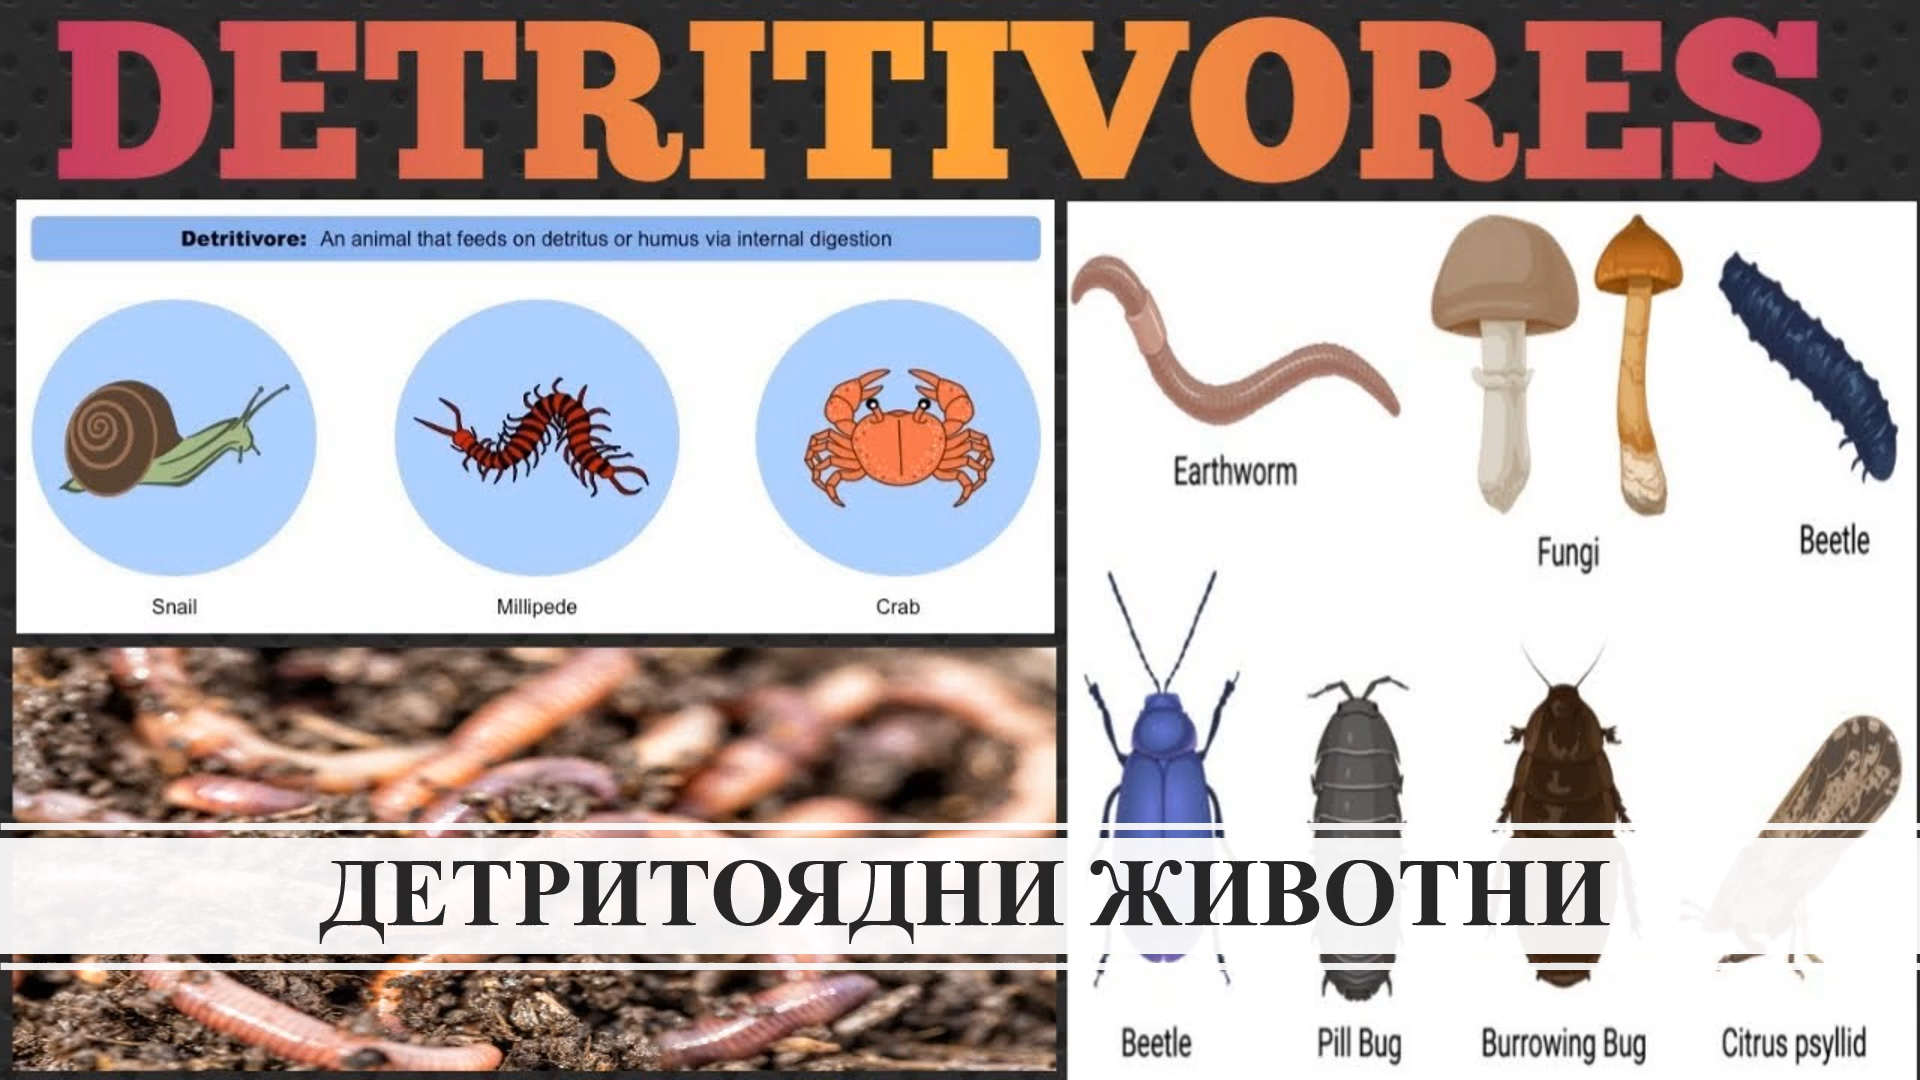 DETRITIVORES
Detritivore: An animal that feeds on detritus or humus via internal digestion
Snail
Millipede
Crab
Earthworm
Fungi
Beetle
ДЕТРИТОЯДНИ ЖИВОТНИ
Beetle
Pill Bug
Burrowing Bug
Citrus psyllid